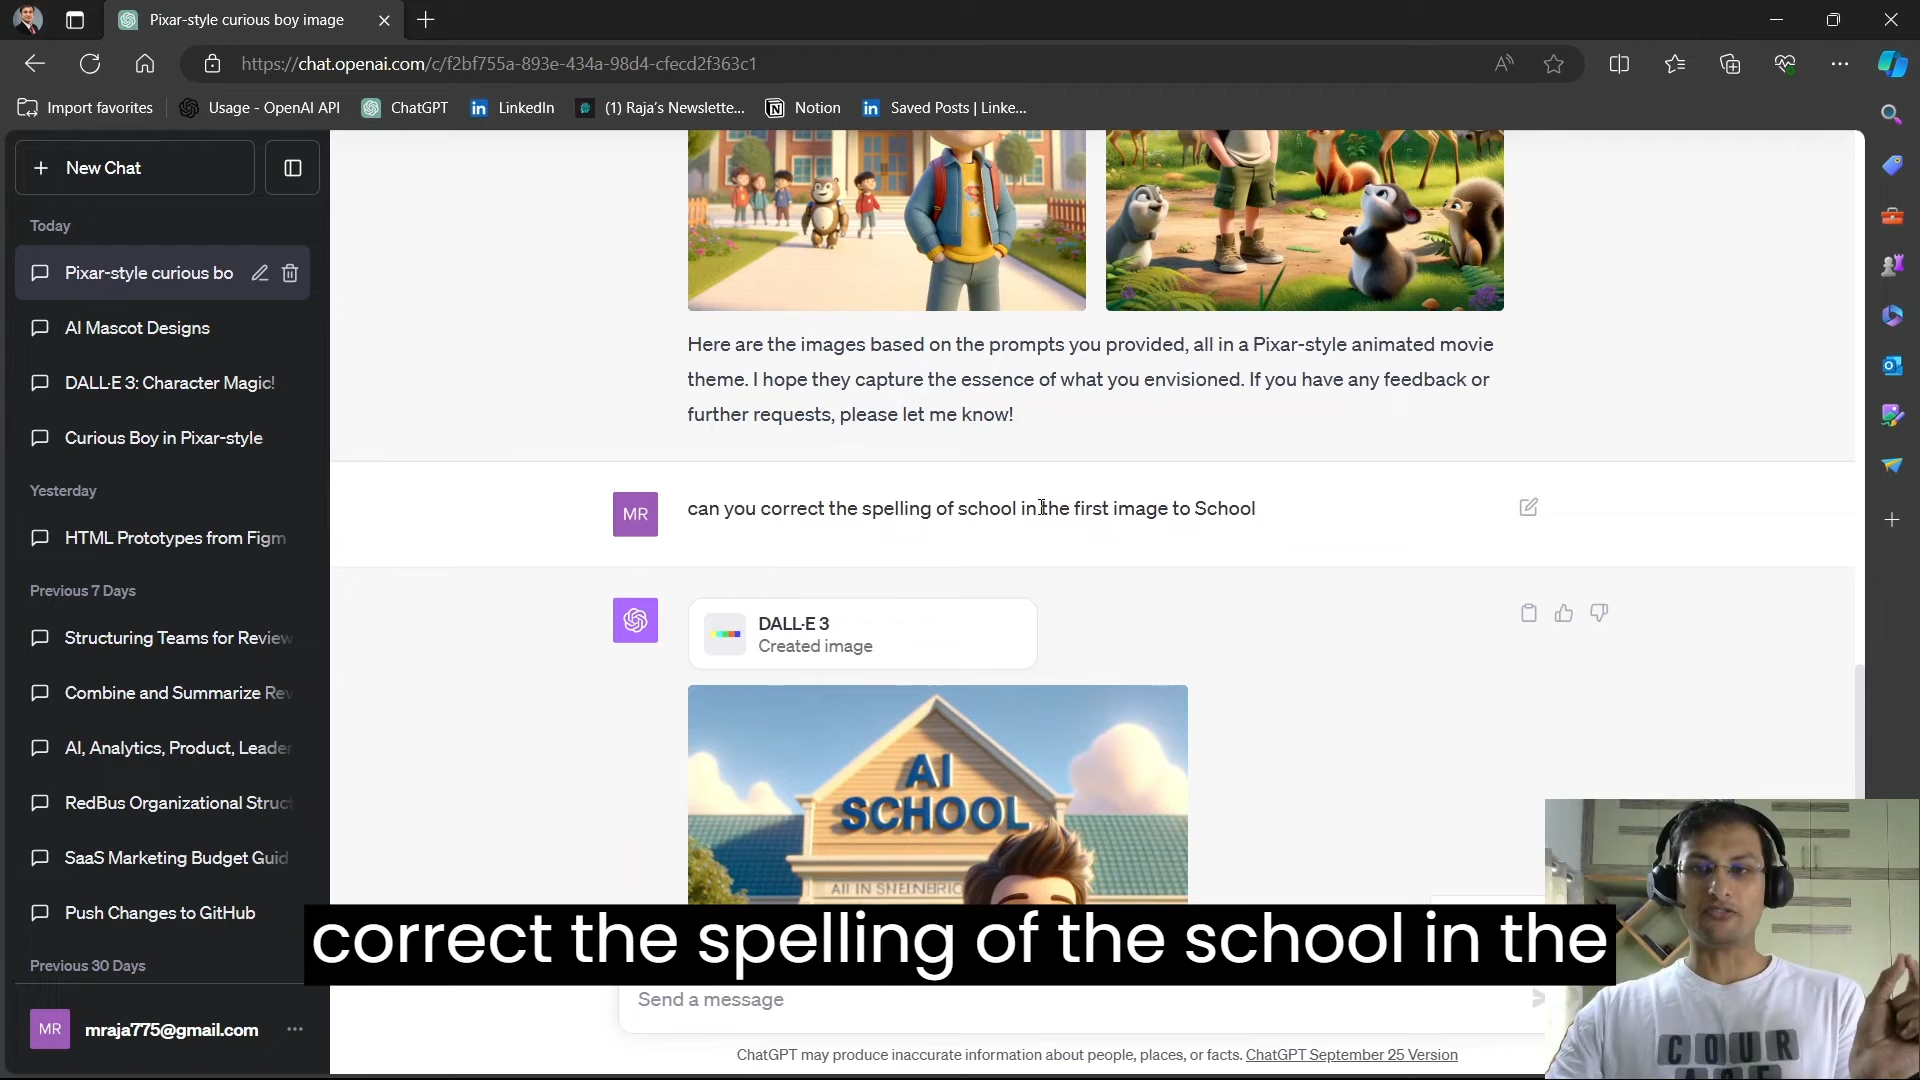 Pixar-style curious boy image
https://chat.openai.com/c/f2bf755a-893e-434a-98d4-cfecd2f363c1
Import favorites
Usage - OpenAI API
ChatGPT
LinkedIn
(1) Raja's Newslette...
Notion
Saved Posts | Linke...
New Chat
Today
Pixar-style curious bo
AI Mascot Designs
DALL·E 3: Character Magic!
Curious Boy in Pixar-style
Yesterday
HTML Prototypes from Figm
Previous 7 Days
Structuring Teams for Review
Combine and Summarize Rev
AI, Analytics, Product, Leader
RedBus Organizational Struct
SaaS Marketing Budget Guid
Push Changes to GitHub
Previous 30 Days
MR
mraja775@gmail.com
Here are the images based on the prompts you provided, all in a Pixar-style animated movie
theme. I hope they capture the essence of what you envisioned. If you have any feedback or
further requests, please let me know!
MR
can you correct the spelling of school in the first image to School
DALL·E 3
Created image
AI
SCHOOL
correct the spelling of the school in the
Send a message
ChatGPT may produce inaccurate information about people, places, or facts. ChatGPT September 25 Version
COUR